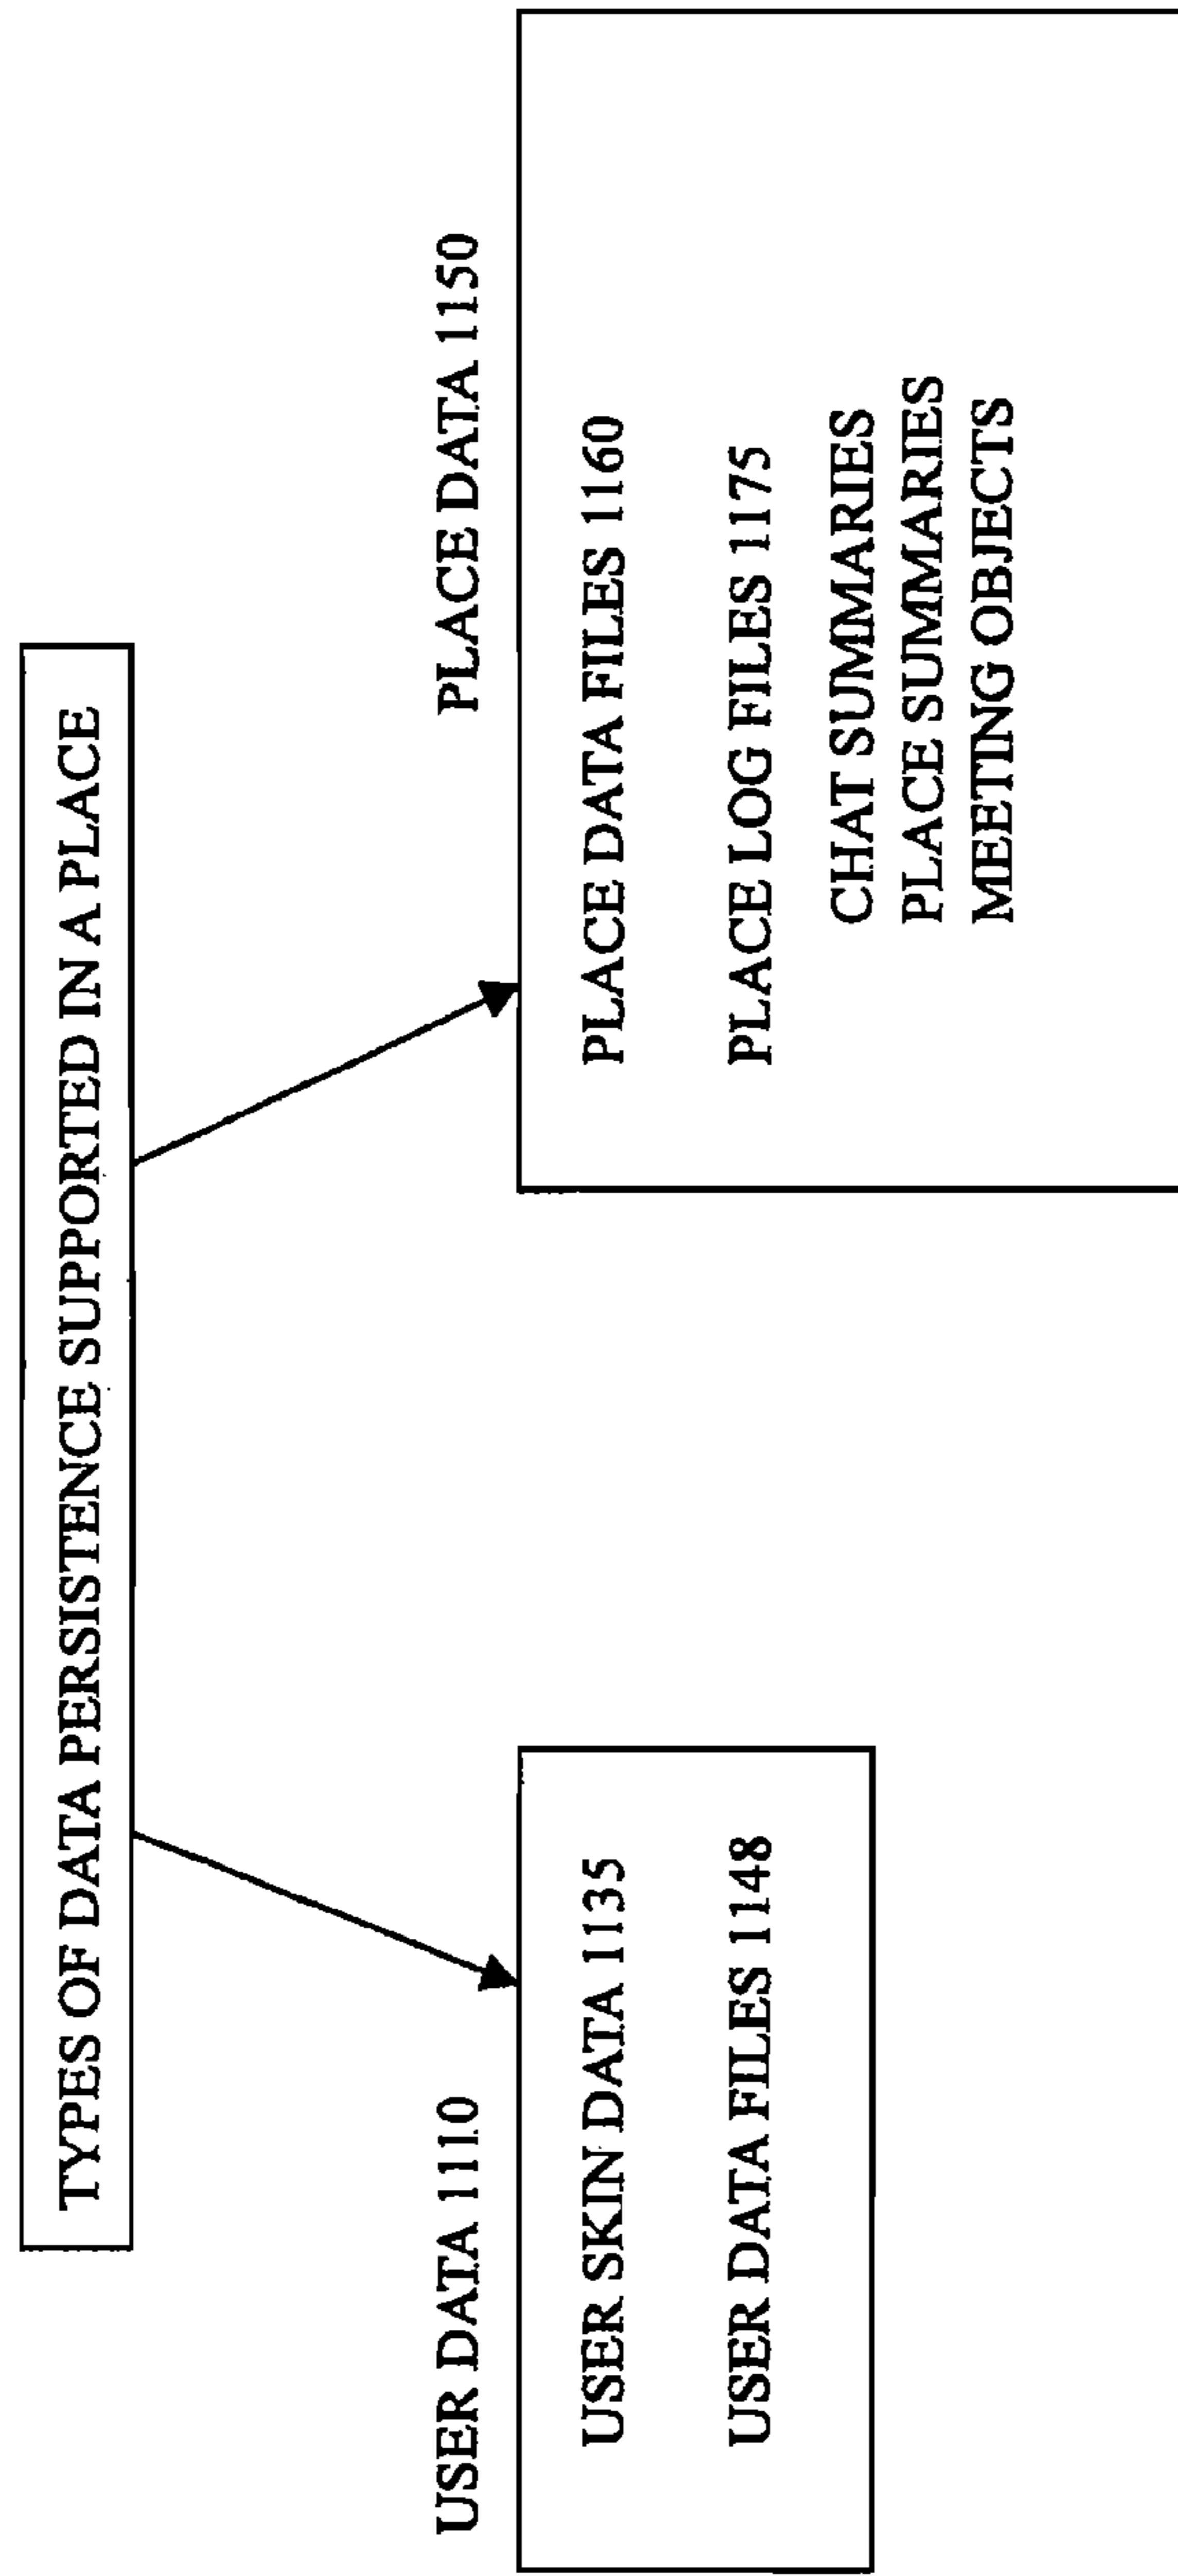 TYPES OF DATA PERSISTENCE SUPPORTED IN A PLACE
USER DATA 1110
USER SKIN DATA 1135
USER DATA FILES 1148
PLACE DATA 1150
PLACE DATA FILES 1160
PLACE LOG FILES 1175
CHAT SUMMARIES
PLACE SUMMARIES
MEETING OBJECTS